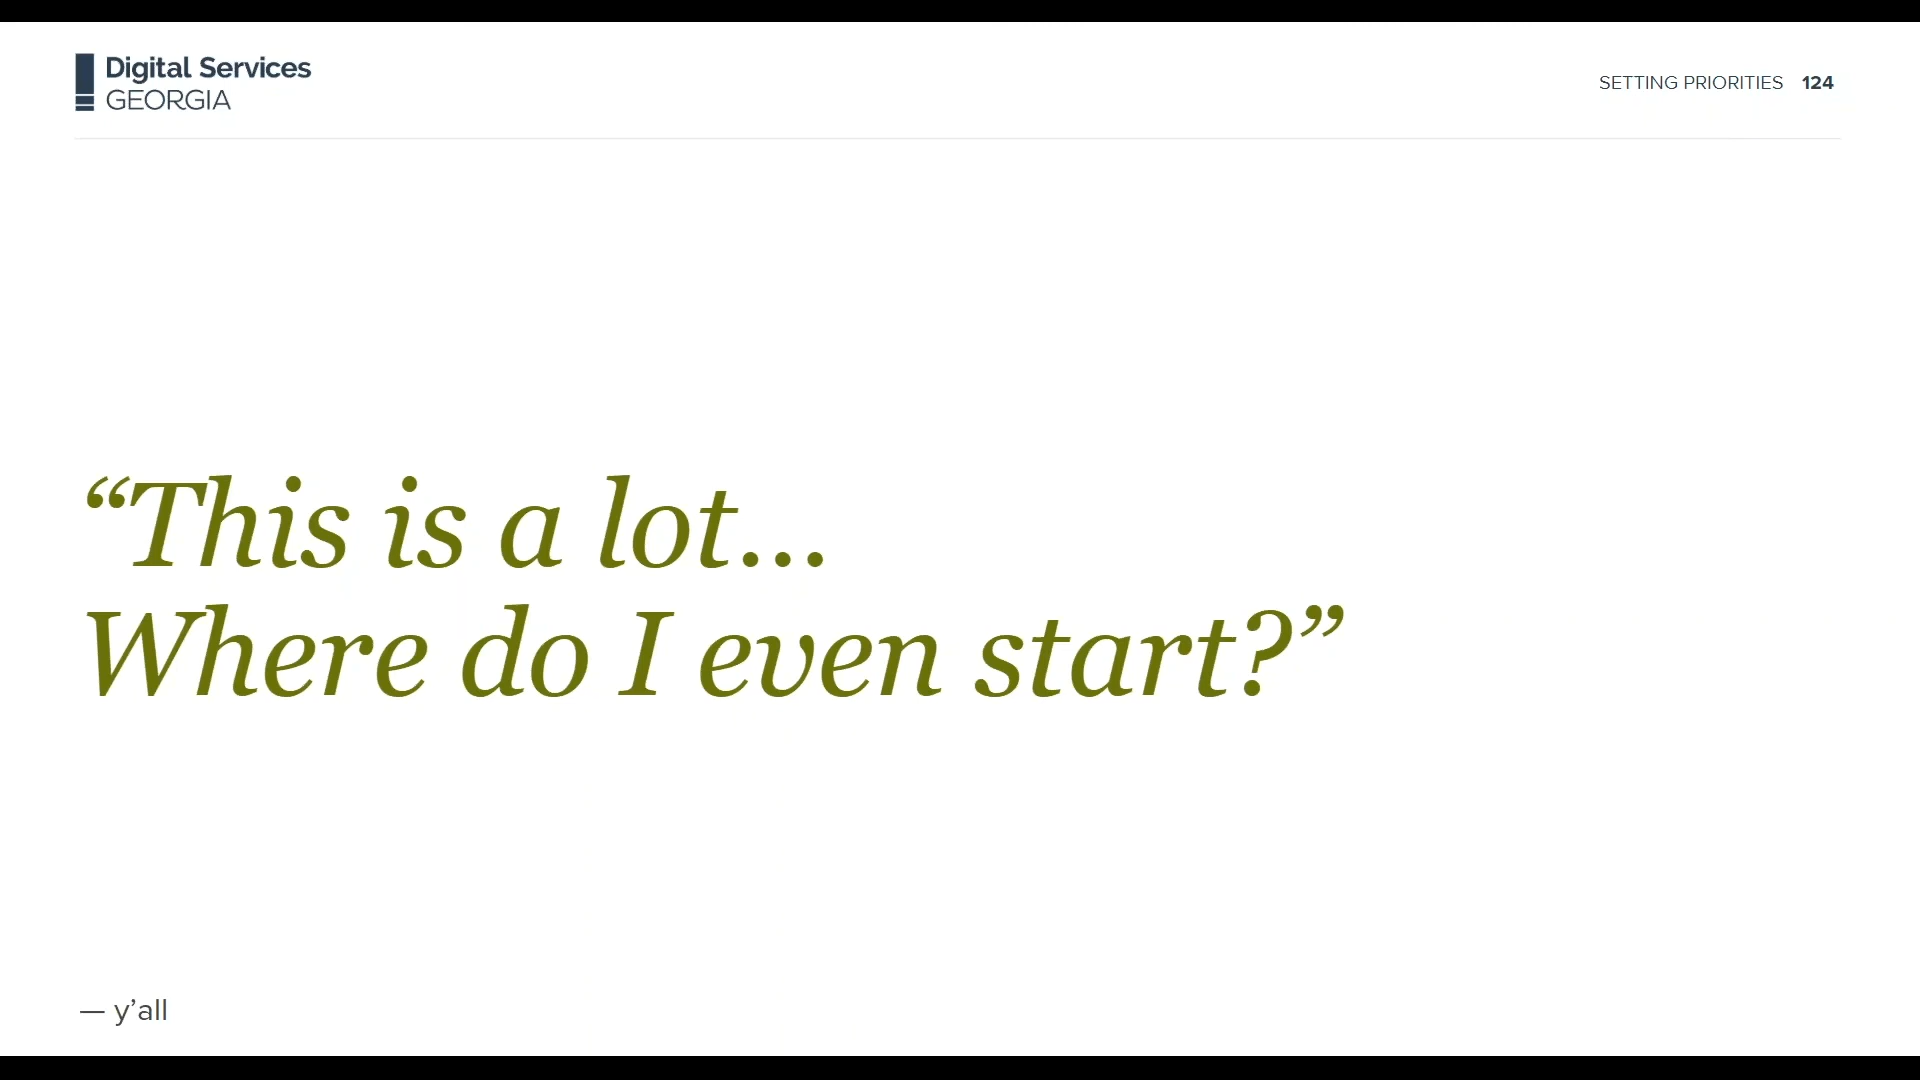 Digital Services
GEORGIA
SETTING PRIORITIES 124
“This is a lot...
Where do I even start?”
— y’all